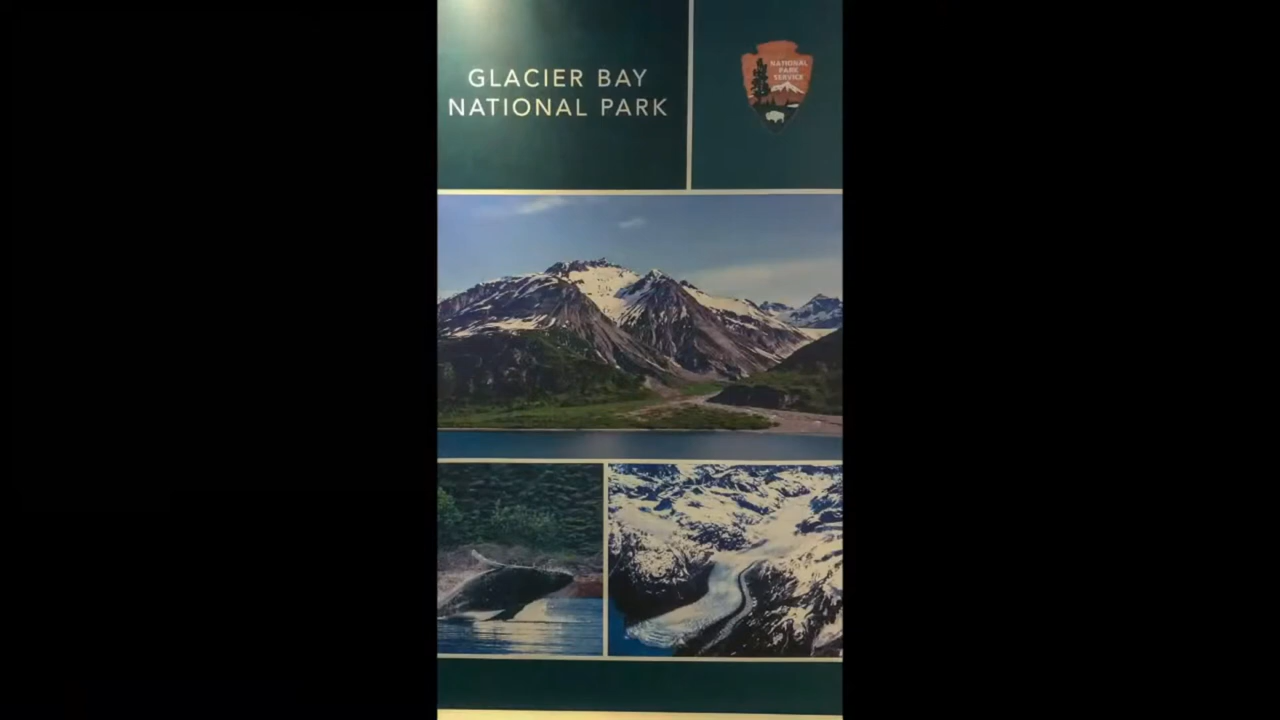 GLACIER BAY
NATIONAL PARK
NATIONAL
PARK
SERVICE